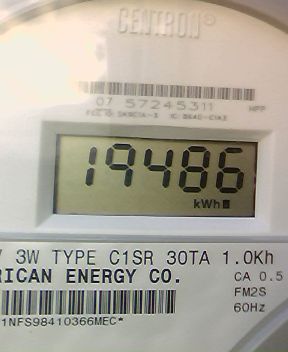 CENTRON®
07 57245311
19486
kWh
3W TYPE C1SR 30TA 1.0Kh
RICAN ENERGY CO.
CA 0.5
FM2S
60Hz
1NFS98410366MEC*